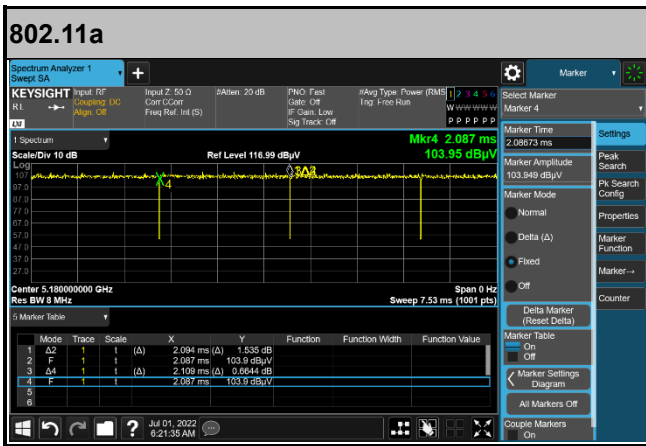 802.11a
Spectrum Analyzer 1
Swept SA
Marker
KEYSIGHT
RL
LXI
Input: RF
Coupling: DC
Align: Off
Input Z: 50 Ω
Corr CCorr
Freq Ref: Int (S)
#Atten: 20 dB
PNO: Fast
Gate: Off
IF Gain: Low
Sig Track: Off
#Avg Type: Power (RMS
Trig: Free Run
1 2 3 4 5 6
W W W W W W
P P P P P P
Select Marker
Marker 4
1 Spectrum
Mkr4 2.087 ms
103.95 dBµV
Scale/Div 10 dB
Ref Level 116.99 dBµV
Log
107
97.0
87.0
77.0
67.0
57.0
47.0
37.0
27.0
4
3Δ2
Center 5.180000000 GHz
Res BW 8 MHz
Span 0 Hz
Sweep 7.53 ms (1001 pts)
5 Marker Table
Mode Trace Scale X Y Function Function Width Function Value
1 Δ2 1 t (Δ) 2.094 ms (Δ) 1.535 dB
2 F 1 t 2.087 ms 103.9 dBµV
3 Δ4 1 t (Δ) 2.109 ms (Δ) 0.6644 dB
4 F 1 t 2.087 ms 103.9 dBµV
5
6
Marker Time
2.08673 ms
Marker Amplitude
103.949 dBµV
Marker Mode
Normal
Delta (Δ)
Fixed
Off
Delta Marker
(Reset Delta)
Marker Table
On
Off
Marker Settings
Diagram
All Markers Off
Couple Markers
On
Settings
Peak
Search
Pk Search
Config
Properties
Marker
Function
Marker→
Counter
?
Jul 01, 2022
6:21:35 AM